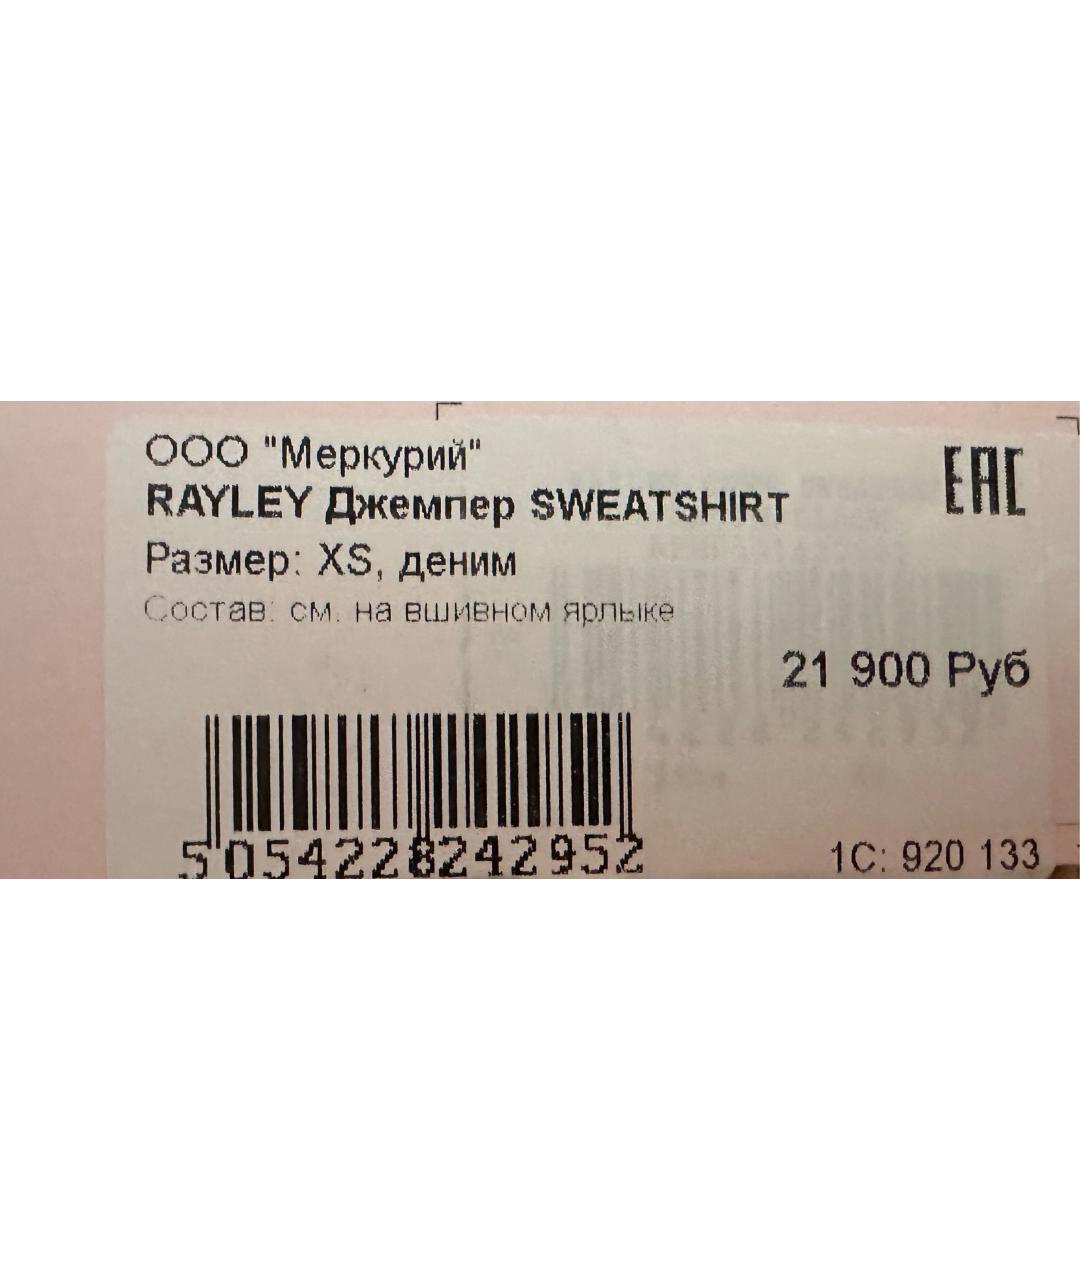 ООО "Меркурий"
EAC
RAYLEY Джемпер SWEATSHIRT
Размер: XS, деним
Состав: см. на вшивном ярлыке
21 900 Руб
5054228242952
1С: 920 133